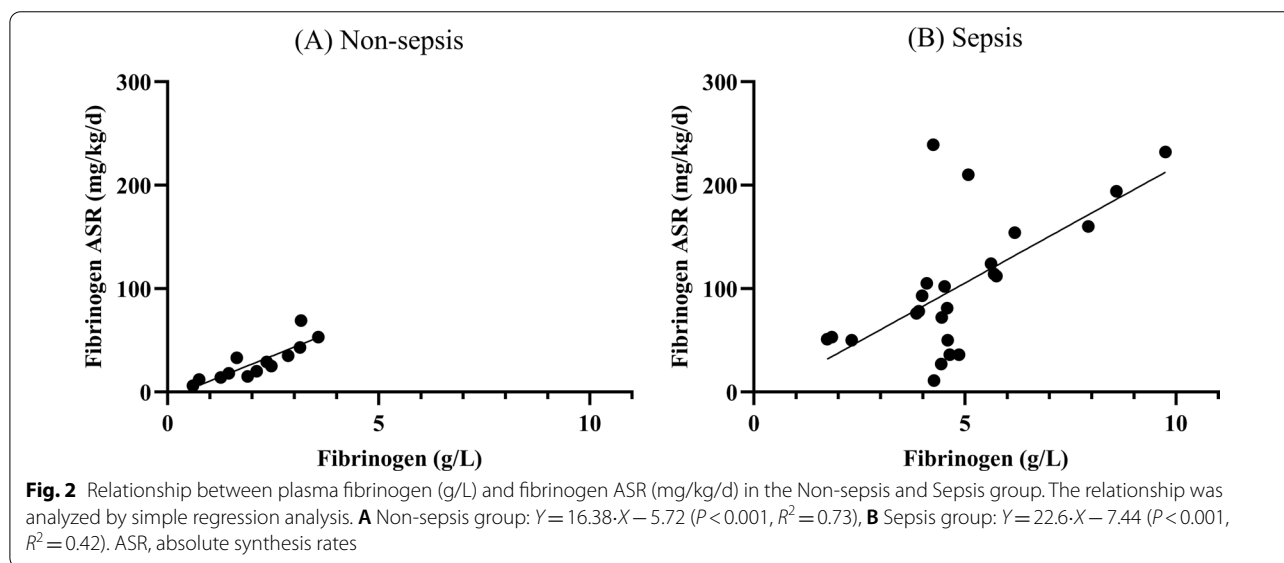 (A) Non-sepsis
(B) Sepsis
Fibrinogen ASR (mg/kg/d)
300
200
100
0
0
5
10
Fibrinogen (g/L)
Fibrinogen ASR (mg/kg/d)
300
200
100
0
0
5
10
Fibrinogen (g/L)
Fig. 2 Relationship between plasma fibrinogen (g/L) and fibrinogen ASR (mg/kg/d) in the Non-sepsis and Sepsis group. The relationship was
analyzed by simple regression analysis. A Non-sepsis group: Y = 16.38·X − 5.72 (P < 0.001, R² = 0.73), B Sepsis group: Y = 22.6·X − 7.44 (P < 0.001,
R² = 0.42). ASR, absolute synthesis rates